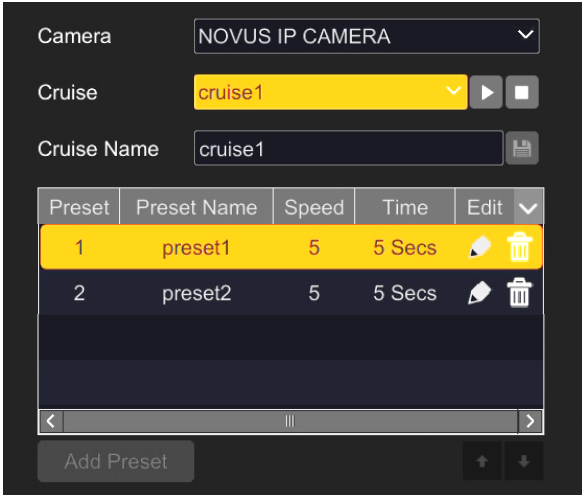 Camera NOVUS IP CAMERA
Cruise cruise1
Cruise Name cruise1
Preset Preset Name Speed Time Edit
1 preset1 5 5 Secs
2 preset2 5 5 Secs
Add Preset